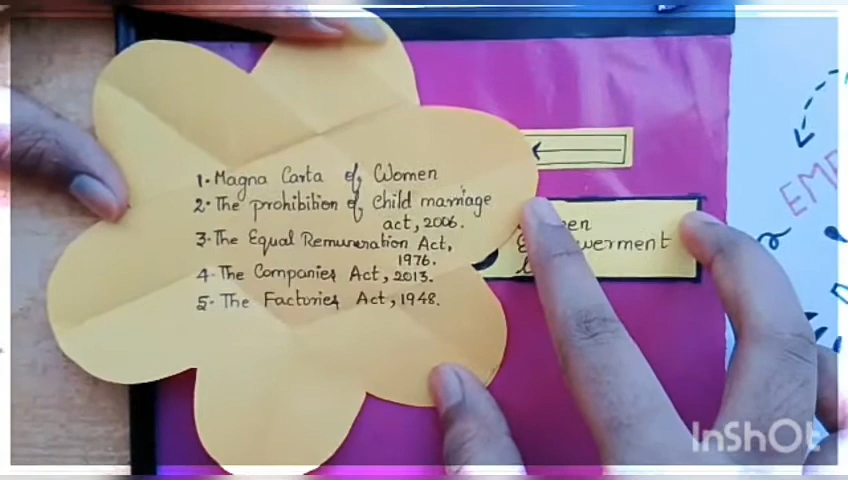 1. Magna Carta of Women
2. The prohibition of child marriage
act, 2006.
3. The Equal Remuneration Act,
1976.
4. The Companies Act, 2013.
5. The Factories Act, 1948.
InShOt